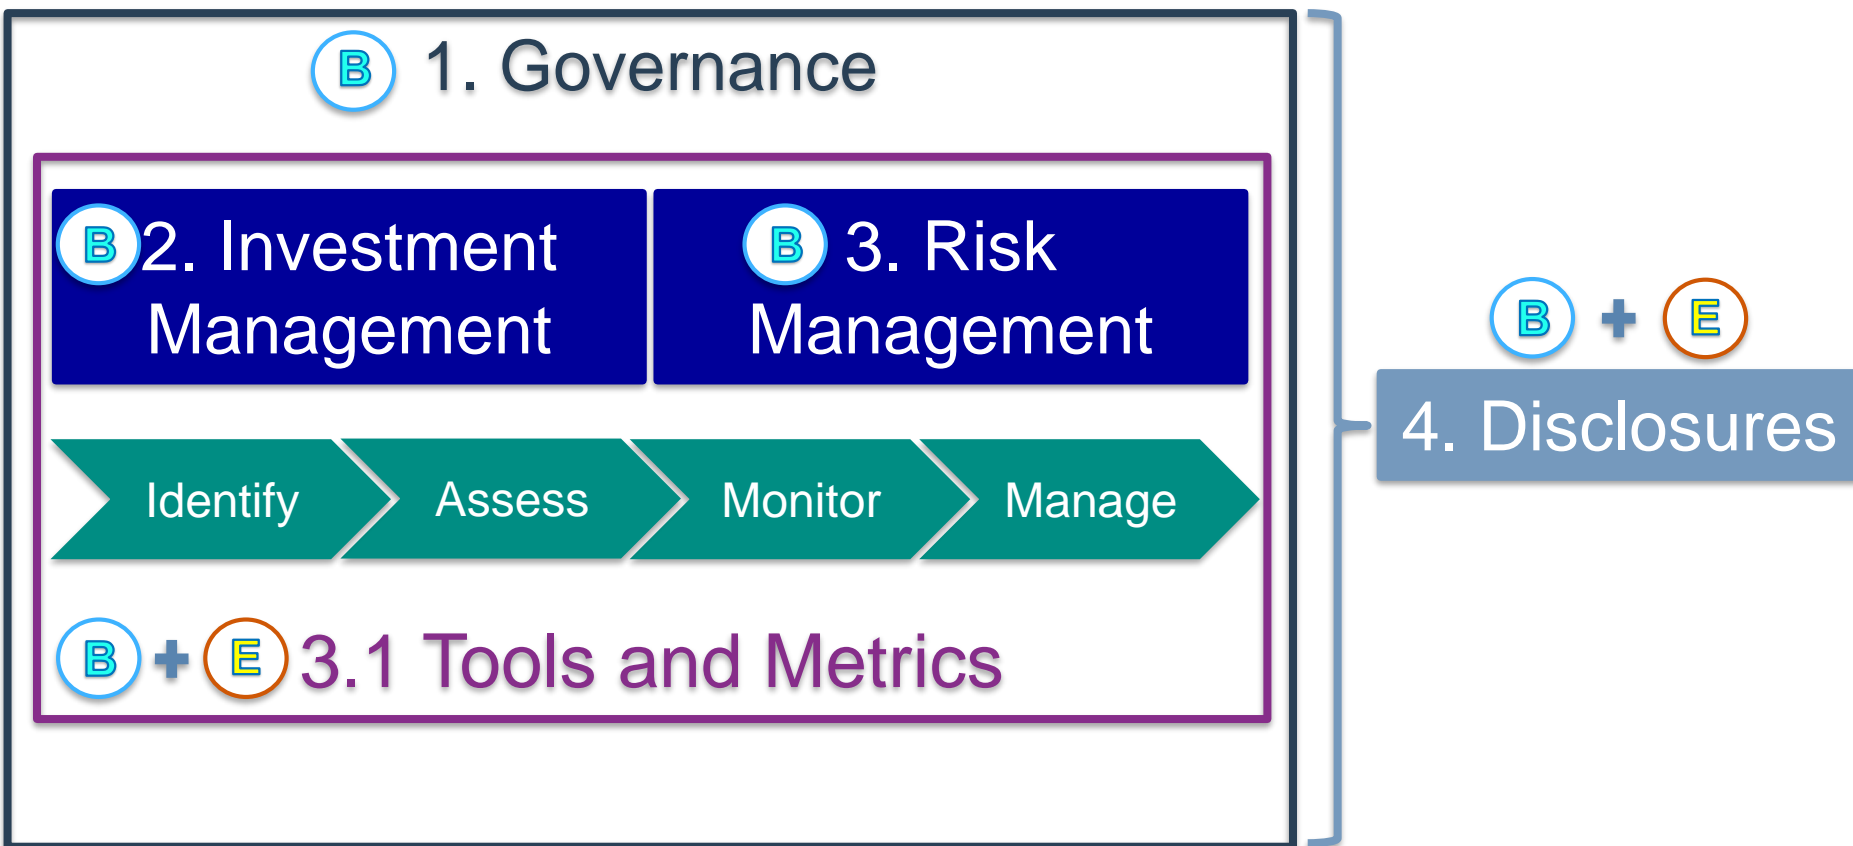 B 1. Governance
B 2. Investment
Management
B 3. Risk
Management
Identify
Assess
Monitor
Manage
B + E 3.1 Tools and Metrics
B + E
4. Disclosures